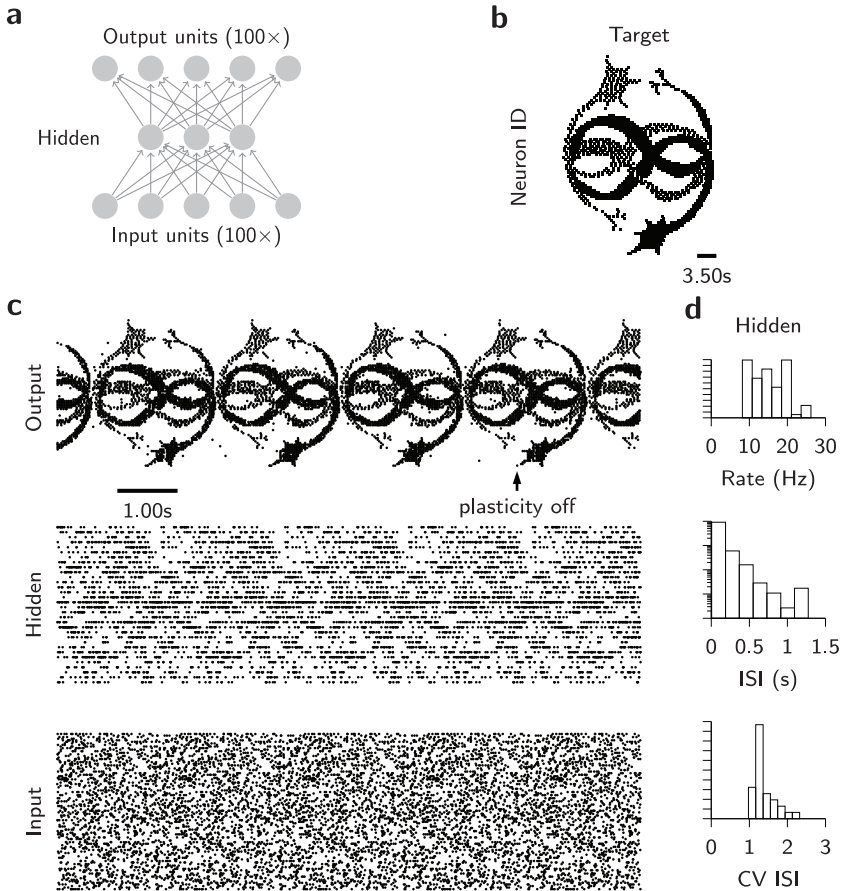 a
Output units (100×)
Hidden
Input units (100×)
b
Target
Neuron ID
3.50s
c
Output
1.00s
plasticity off
Hidden
Input
d
Hidden
0 10 20 30
Rate (Hz)
0 0.5 1 1.5
ISI (s)
0 1 2 3
CV ISI